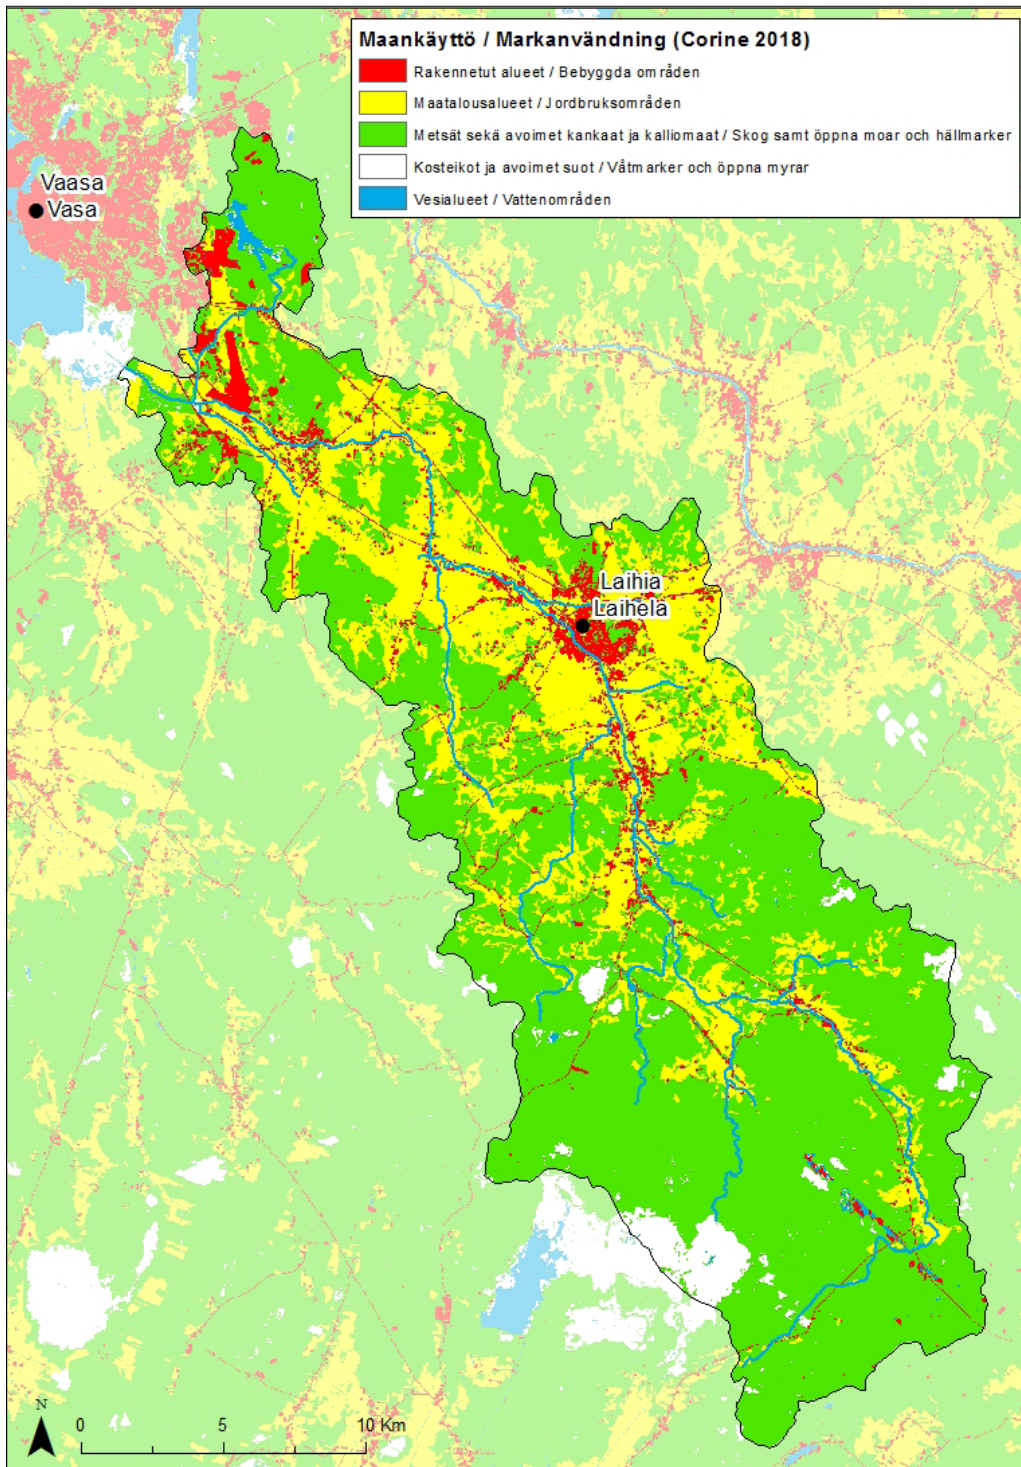 Maankäyttö / Markanvändning (Corine 2018)
Rakennetut alueet / Bebyggda områden
Maatalousalueet / Jordbruksområden
Metsät sekä avoimet kankaat ja kalliomaat / Skog samt öppna moar och hällmarker
Kosteikot ja avoimet suot / Våtmarker och öppna myrar
Vesialueet / Vattenområden
Vaasa
Vasa
Laihia
Laihela
N
0 5 10 Km